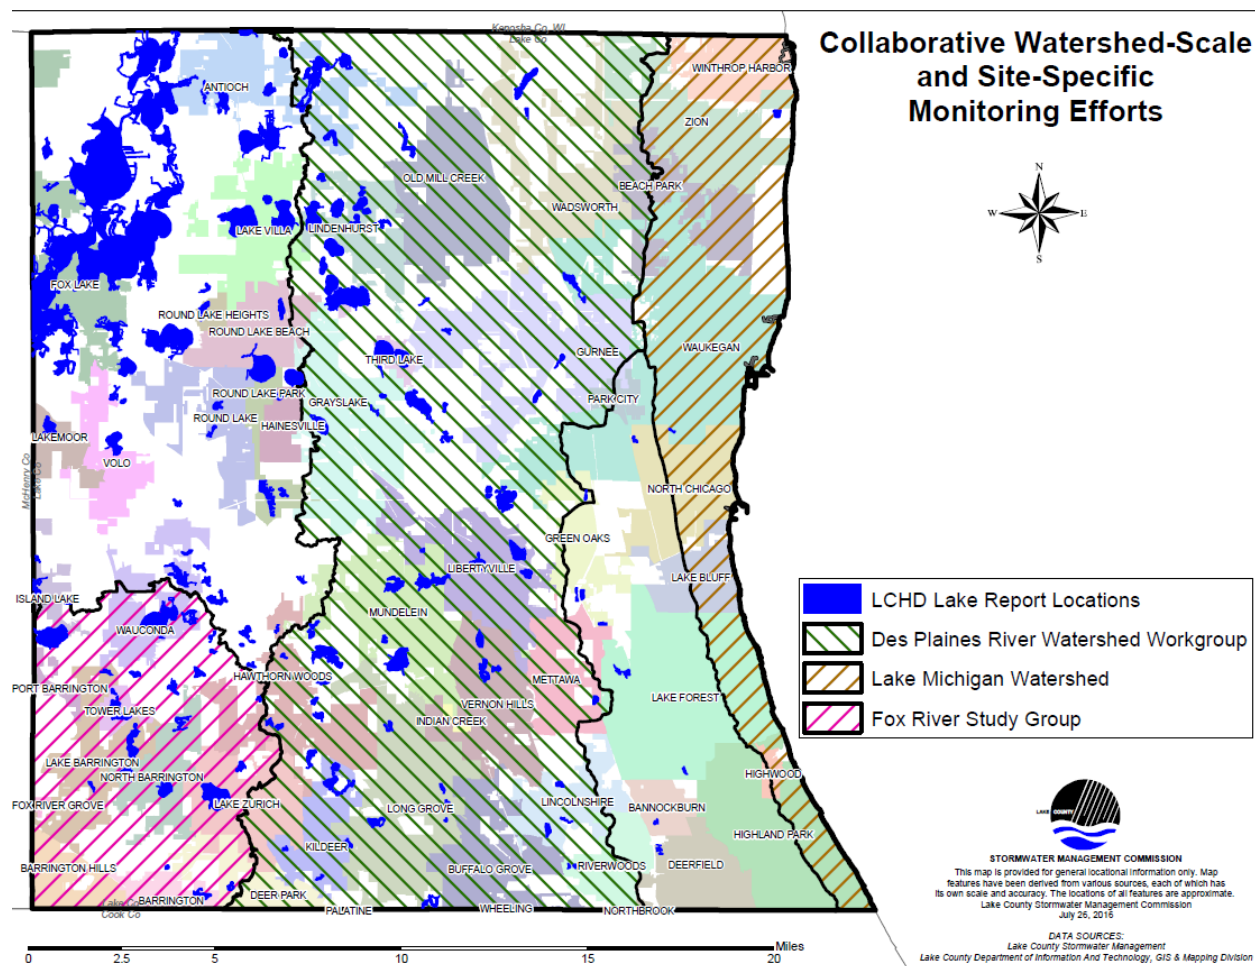 Kenosha Co, WI
Lake Co
Collaborative Watershed-Scale
and Site-Specific
Monitoring Efforts
WINTHROP HARBOR
ANTIOCH
ZION
N
W E
S
OLD MILL CREEK
BEACH PARK
WADSWORTH
LAKE VILLA
LINDENHURST
FOX LAKE
ROUND LAKE HEIGHTS
ROUND LAKE BEACH
WAUKEGAN
THIRD LAKE
GURNEE
ROUND LAKE PARK
GRAYSLAKE
PARK CITY
ROUND LAKE
HAINESVILLE
LAKEMOOR
VOLO
McHenry Co
Lake Co
NORTH CHICAGO
GREEN OAKS
LIBERTYVILLE
LAKE BLUFF
ISLAND LAKE
MUNDELEIN
WAUCONDA
LCHD Lake Report Locations
Des Plaines River Watershed Workgroup
Lake Michigan Watershed
Fox River Study Group
HAWTHORN WOODS
METTAWA
PORT BARRINGTON
LAKE FOREST
VERNON HILLS
TOWER LAKES
INDIAN CREEK
LAKE BARRINGTON
NORTH BARRINGTON
HIGHWOOD
FOX RIVER GROVE
LAKE ZURICH
LONG GROVE
LINCOLNSHIRE
BANNOCKBURN
HIGHLAND PARK
KILDEER
BARRINGTON HILLS
BUFFALO GROVE
RIVERWOODS
DEERFIELD
DEER PARK
BARRINGTON
Lake Co
Cook Co
PALATINE
WHEELING
NORTHBROOK
LAKE COUNTY
STORMWATER MANAGEMENT COMMISSION
This map is provided for general locational information only. Map
features have been derived from various sources, each of which has
its own scale and accuracy. The locations of all features are approximate.
Lake County Stormwater Management Commission
July 26, 2016
DATA SOURCES:
Lake County Stormwater Management
Lake County Department of Information And Technology, GIS & Mapping Division
Miles
0 2.5 5 10 15 20